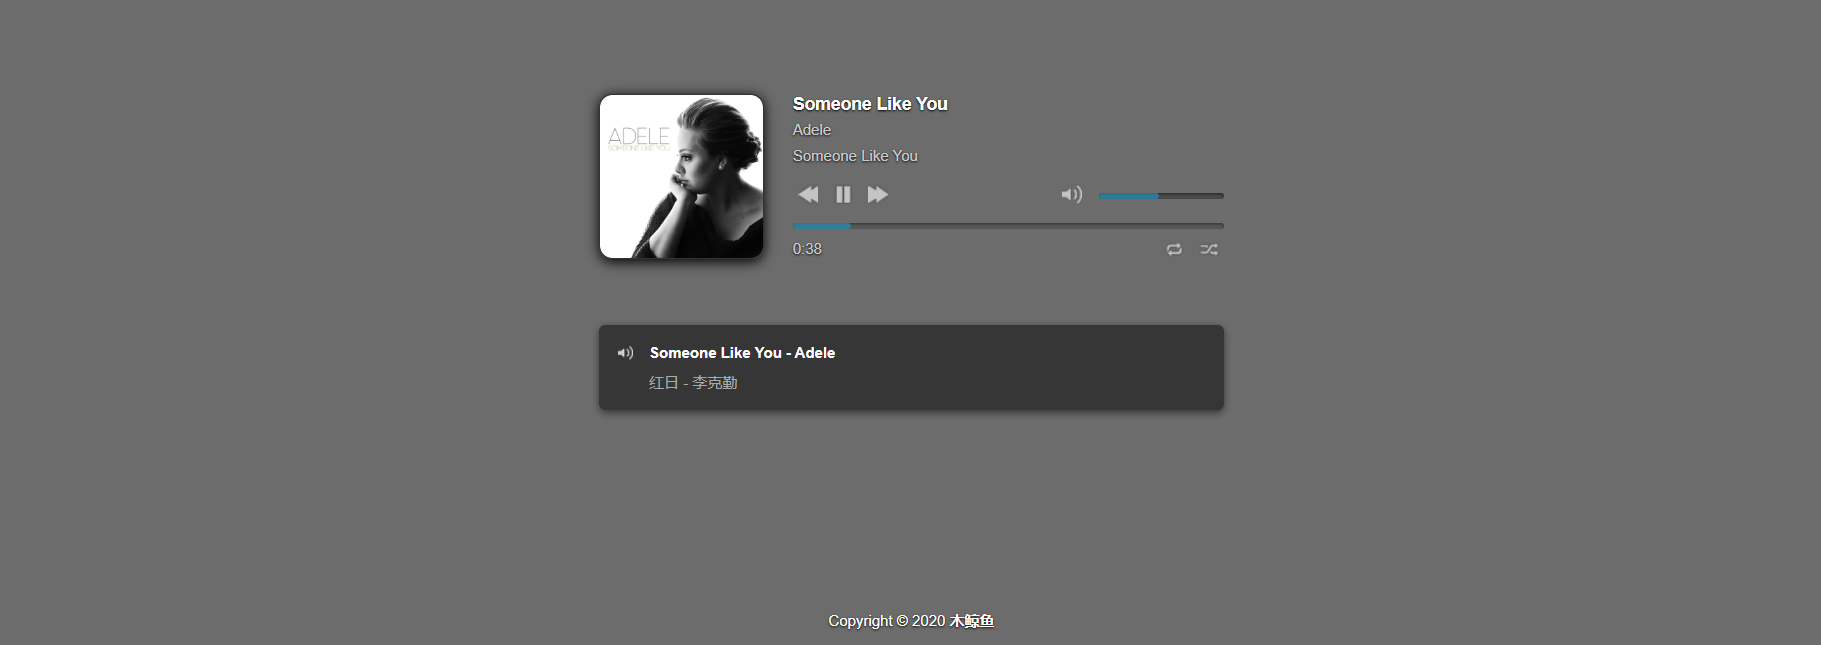 ADELE
SOMEONE LIKE YOU
Someone Like You
Adele
Someone Like You
0:38
Someone Like You - Adele
红日 - 李克勤
Copyright © 2020 木鲸鱼